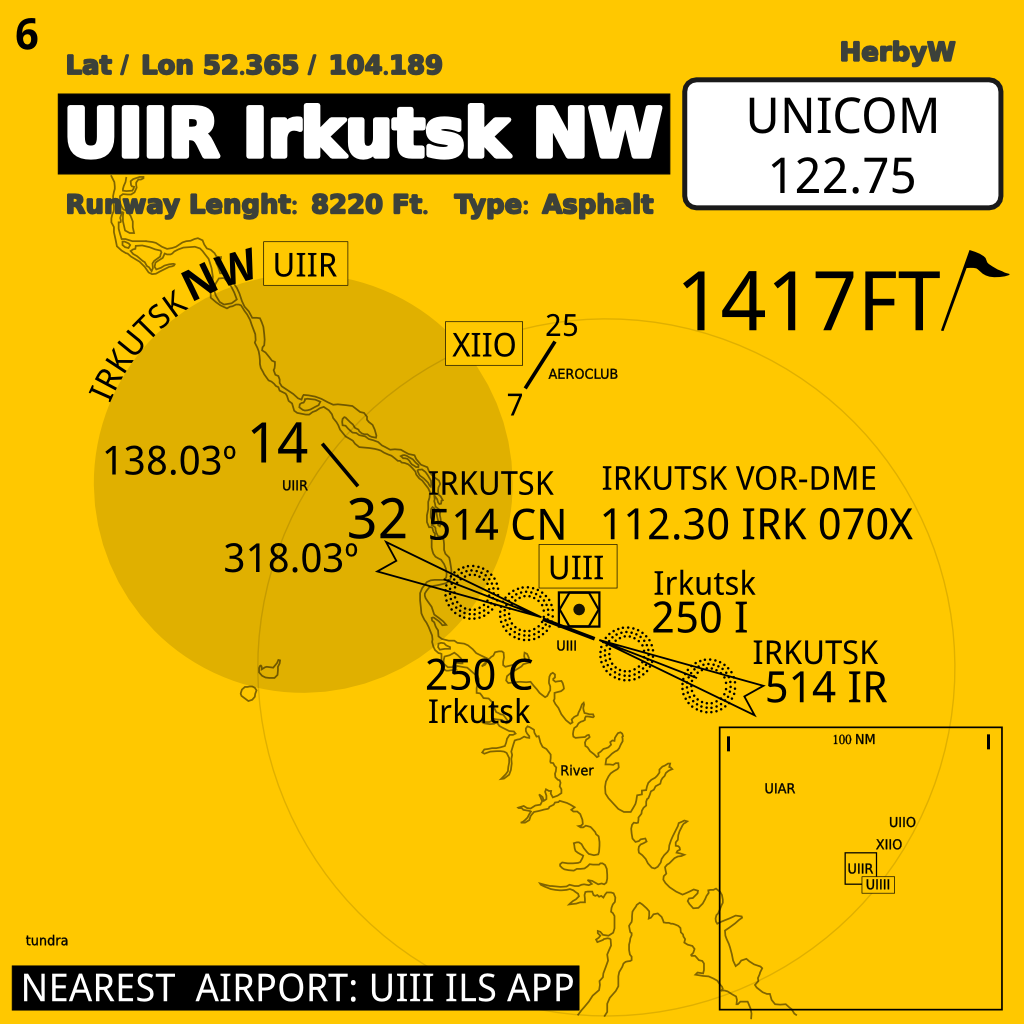 6
Lat / Lon 52.365 / 104.189
HerbyW
UIIR Irkutsk NW
UNICOM
122.75
Runway Lenght: 8220 Ft. Type: Asphalt
IRKUTSK NW
UIIR
1417FT
XIIO
25
AEROCLUB
7
14
138.03º
UIIR
32
318.03º
IRKUTSK
514 CN
IRKUTSK VOR-DME
112.30 IRK 070X
UIII
Irkutsk
250 I
UIII
IRKUTSK
514 IR
250 C
Irkutsk
River
100 NM
UIAR
UIIO
XIIO
UIIR
UIIII
tundra
NEAREST AIRPORT: UIII ILS APP